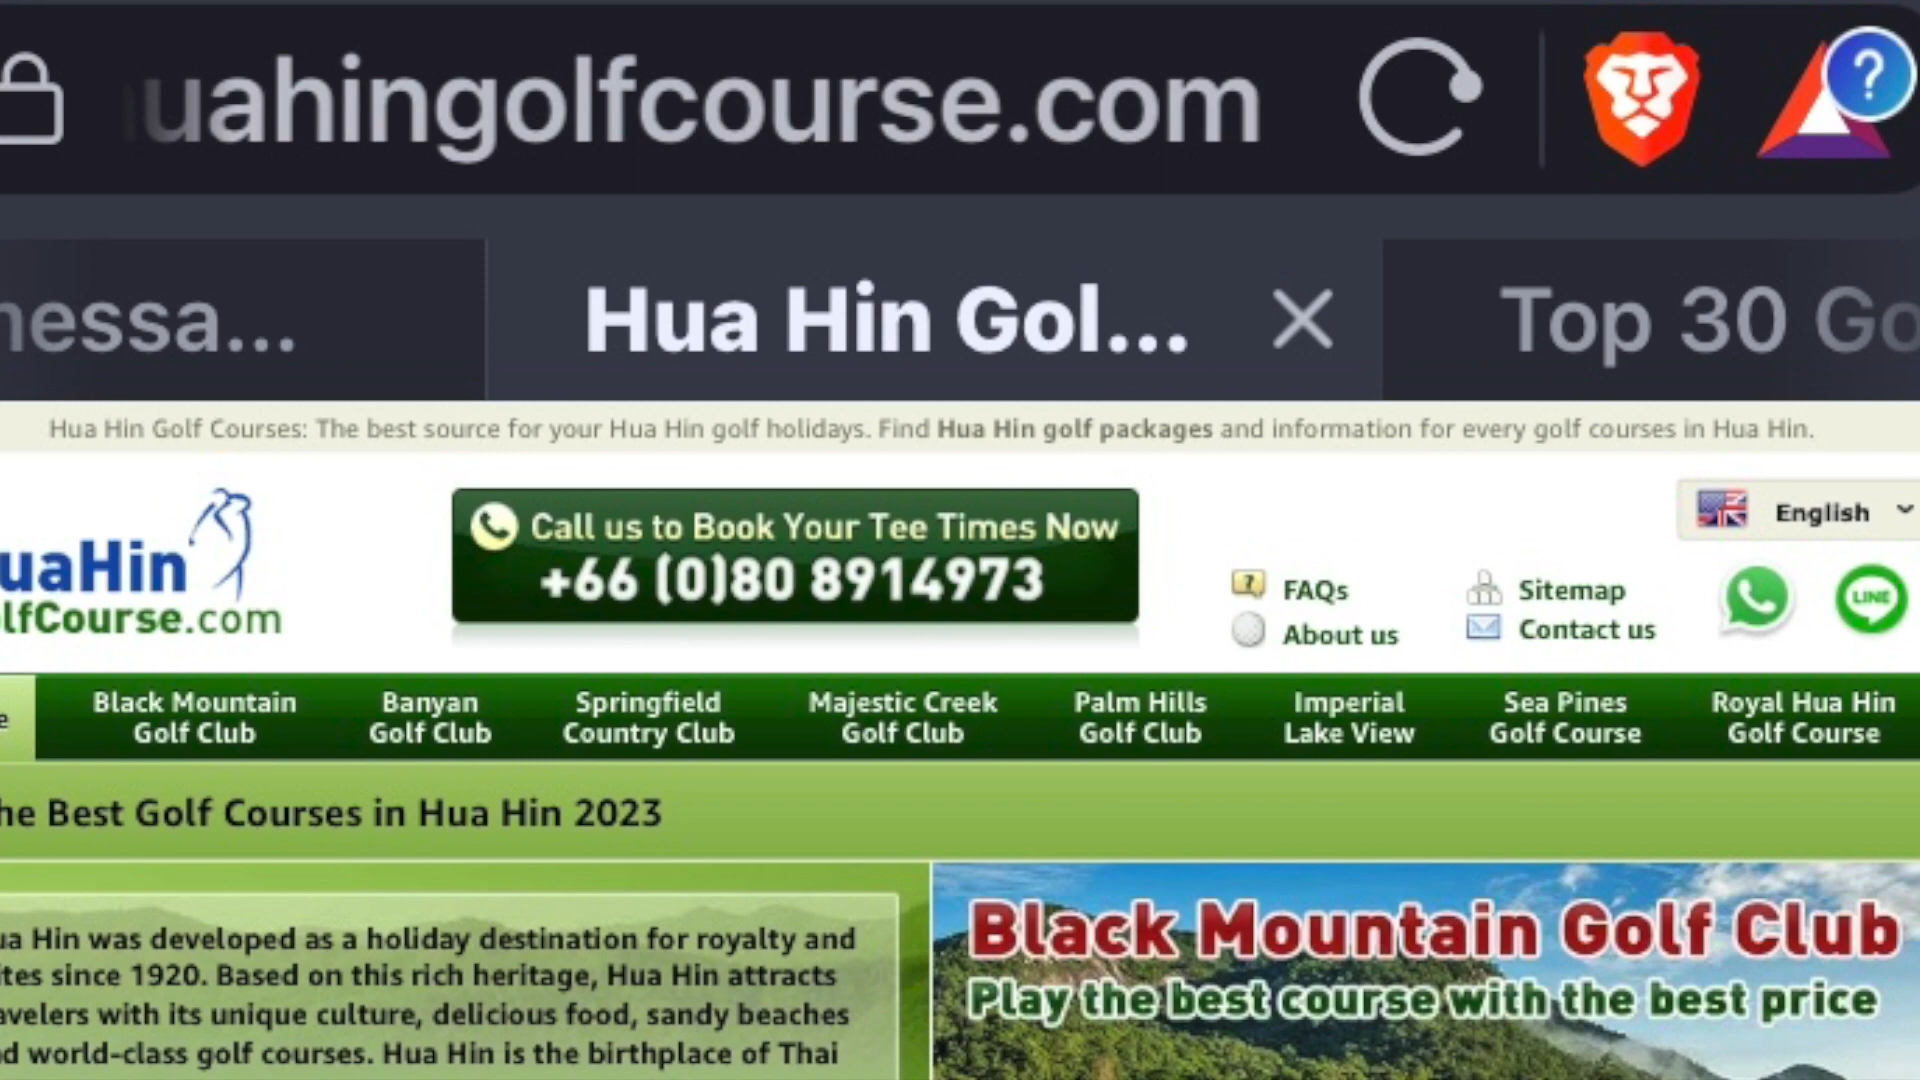 uahingolfcourse.com
?
nessa...
Hua Hin Gol...
Top 30 Go
Hua Hin Golf Courses: The best source for your Hua Hin golf holidays. Find Hua Hin golf packages and information for every golf courses in Hua Hin.
uaHin
lfCourse.com
Call us to Book Your Tee Times Now
+66 (0)80 8914973
English
FAQs
Sitemap
About us
Contact us
LINE
e
Black Mountain
Golf Club
Banyan
Golf Club
Springfield
Country Club
Majestic Creek
Golf Club
Palm Hills
Golf Club
Imperial
Lake View
Sea Pines
Golf Course
Royal Hua Hin
Golf Course
he Best Golf Courses in Hua Hin 2023
ua Hin was developed as a holiday destination for royalty and
ites since 1920. Based on this rich heritage, Hua Hin attracts
avelers with its unique culture, delicious food, sandy beaches
d world-class golf courses. Hua Hin is the birthplace of Thai
Black Mountain Golf Club
Play the best course with the best price